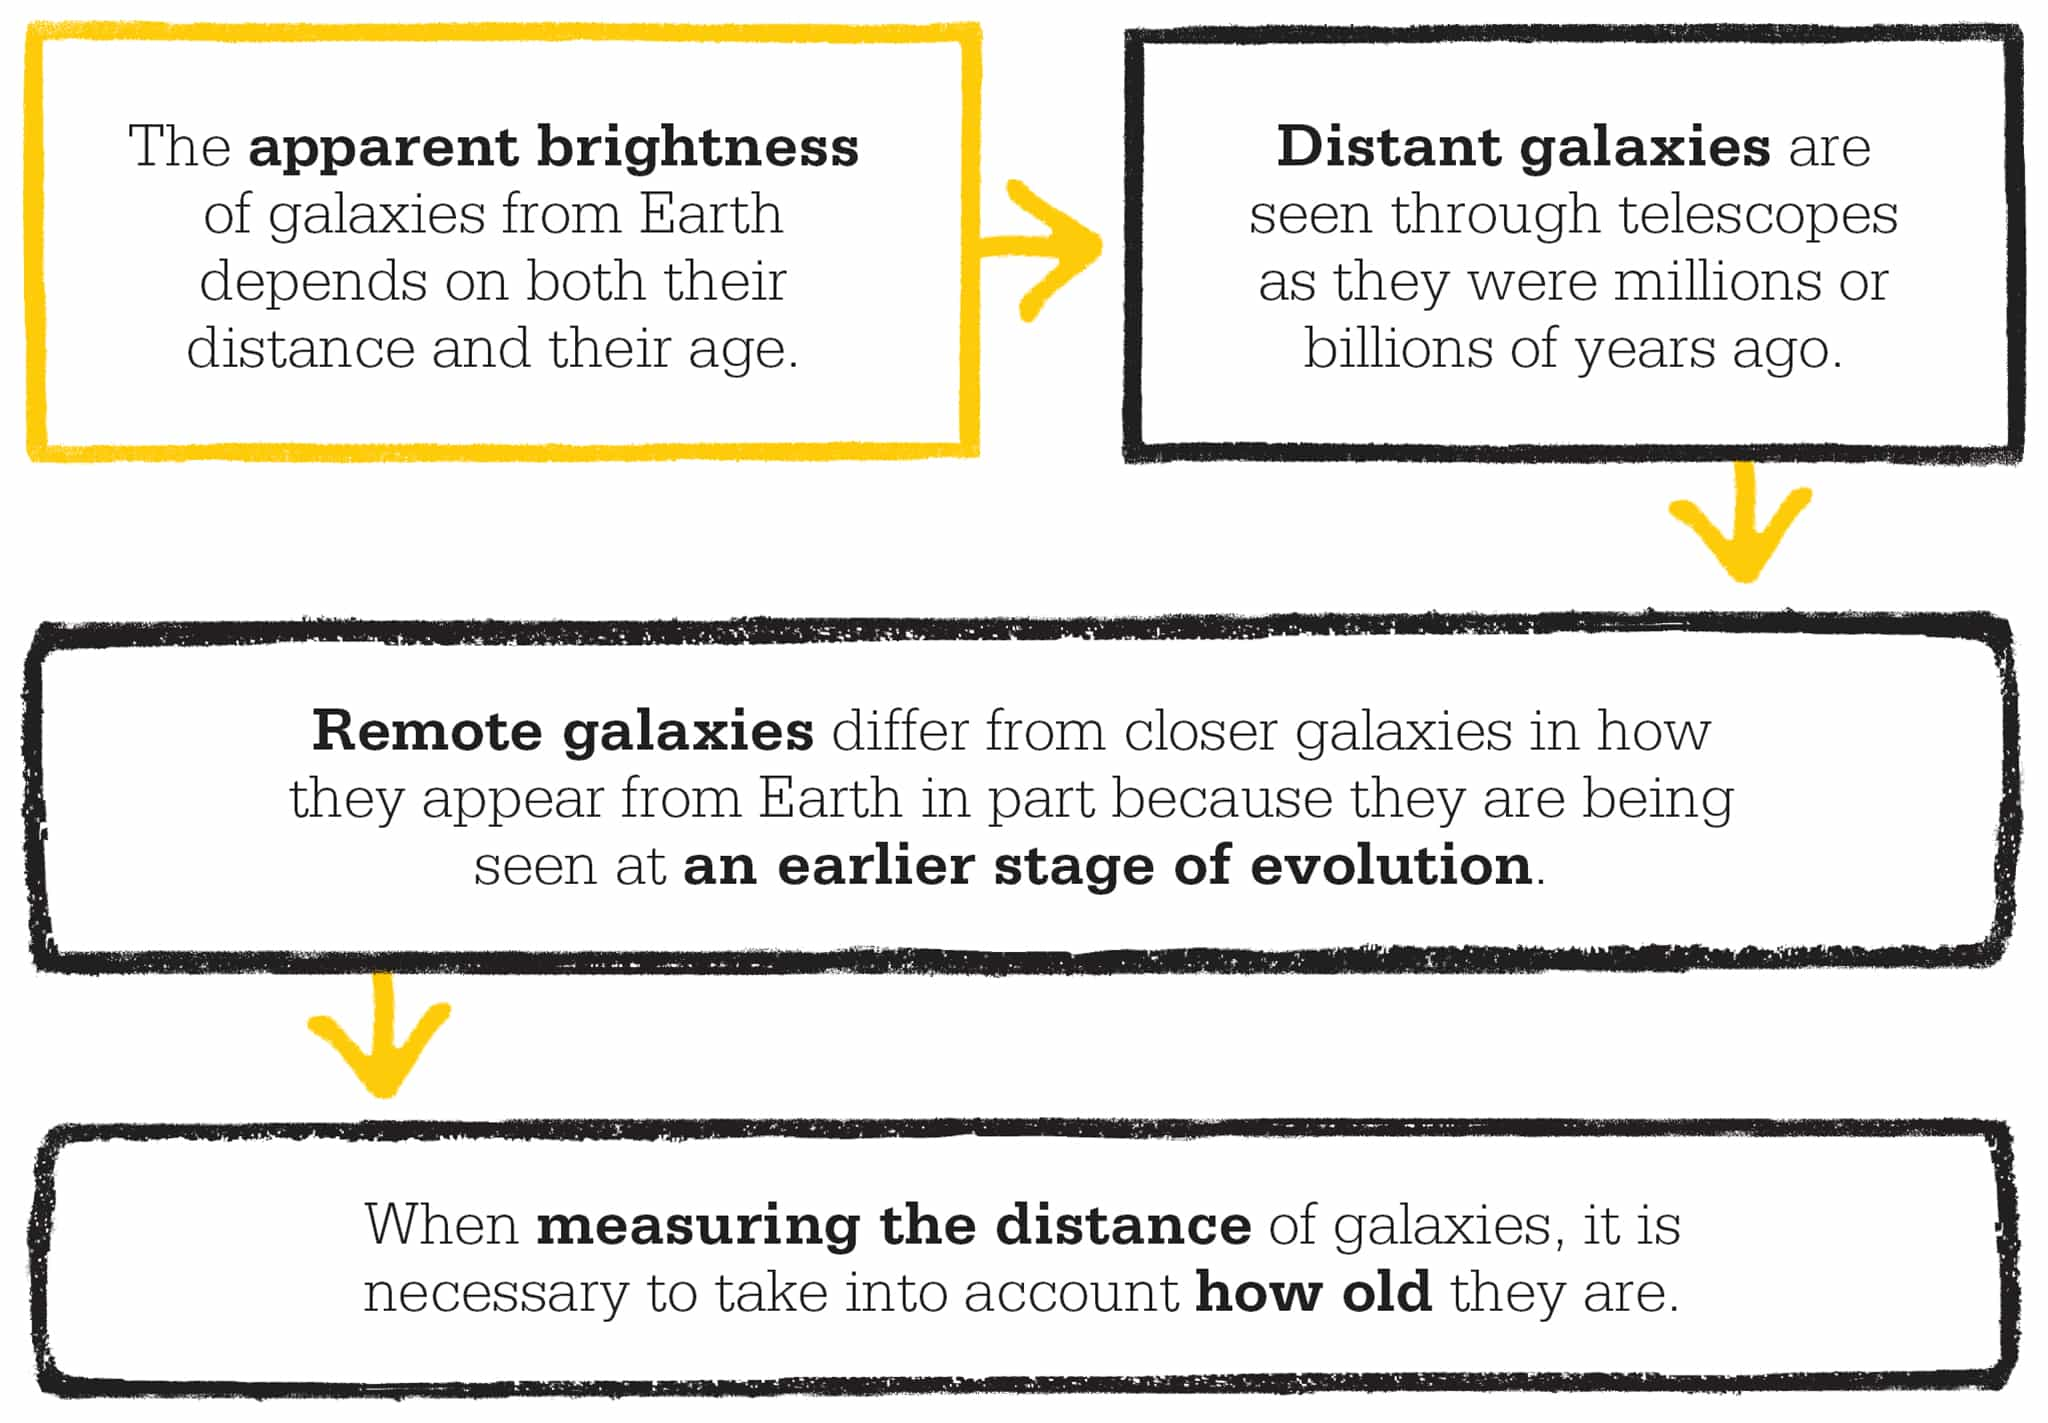 The apparent brightness
of galaxies from Earth
depends on both their
distance and their age.
Distant galaxies are
seen through telescopes
as they were millions or
billions of years ago.
Remote galaxies differ from closer galaxies in how
they appear from Earth in part because they are being
seen at an earlier stage of evolution.
When measuring the distance of galaxies, it is
necessary to take into account how old they are.